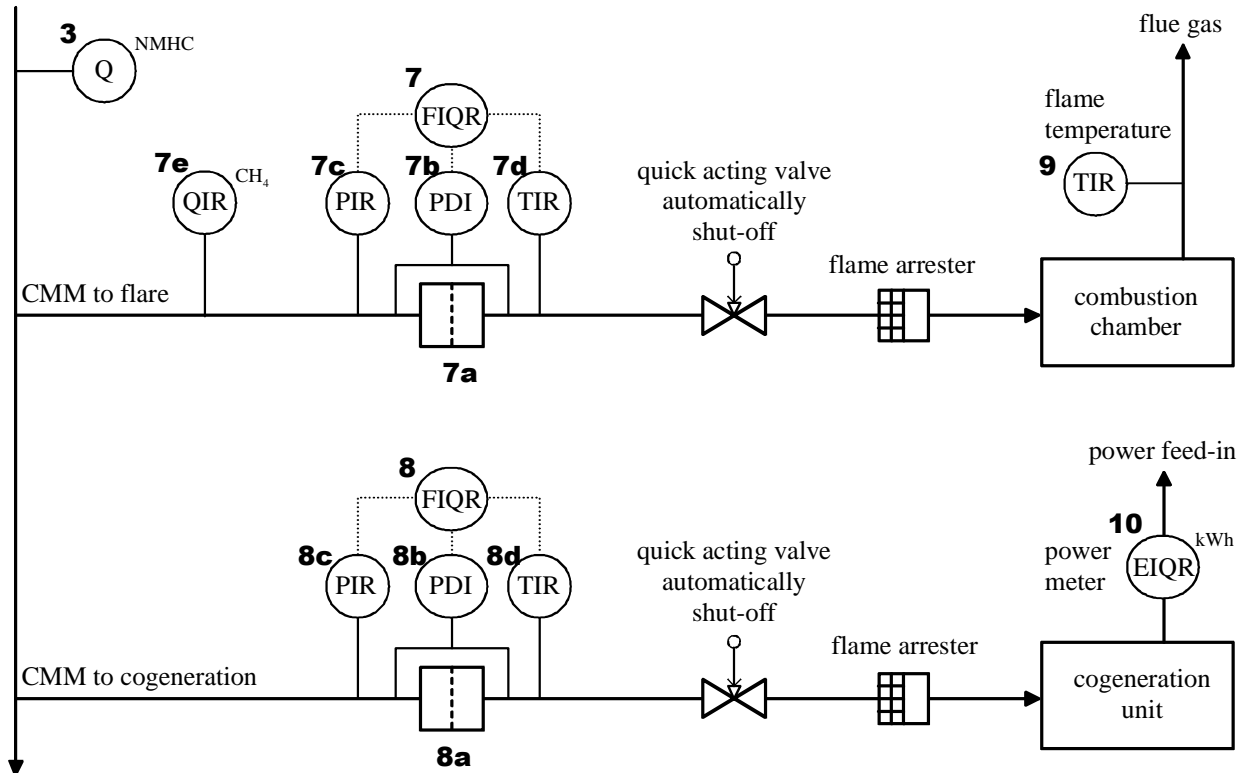 3
NMHC
Q
flue gas
7
FIQR
flame
temperature
9
TIR
7e
CH₄
QIR
7c
PIR
7b
PDI
7d
TIR
quick acting valve
automatically
shut-off
flame arrester
CMM to flare
combustion
chamber
7a
power feed-in
8
FIQR
10
kWh
power
meter
EIQR
8c
PIR
8b
PDI
8d
TIR
quick acting valve
automatically
shut-off
flame arrester
CMM to cogeneration
cogeneration
unit
8a